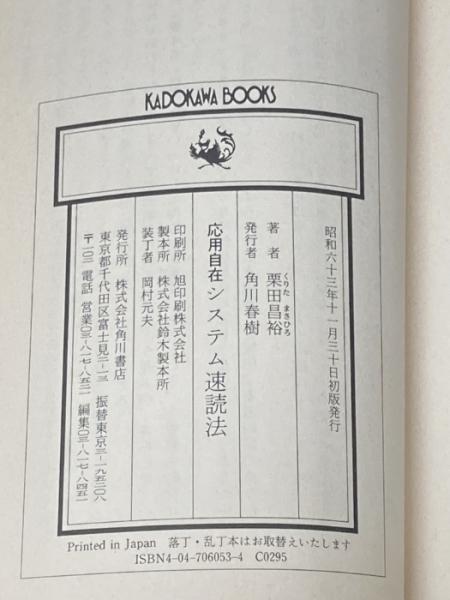 KADOKAWA BOOKS
昭和六十三年十一月三十日初版発行
くりた まさひろ
著 者 栗田昌裕
発行者 角川春樹
応用自在システム速読法
印刷所 旭印刷株式会社
製本所 株式会社鈴木製本所
装丁者 岡村元夫
発行所 株式会社角川書店
東京都千代田区富士見二-一三 振替東京三-一九五二〇八
〒一〇二 電話 営業〇三-八一七-八五二一 編集〇三-八一七-八四五一
Printed in Japan 落丁・乱丁本はお取替えいたします
ISBN4-04-706053-4 C0295